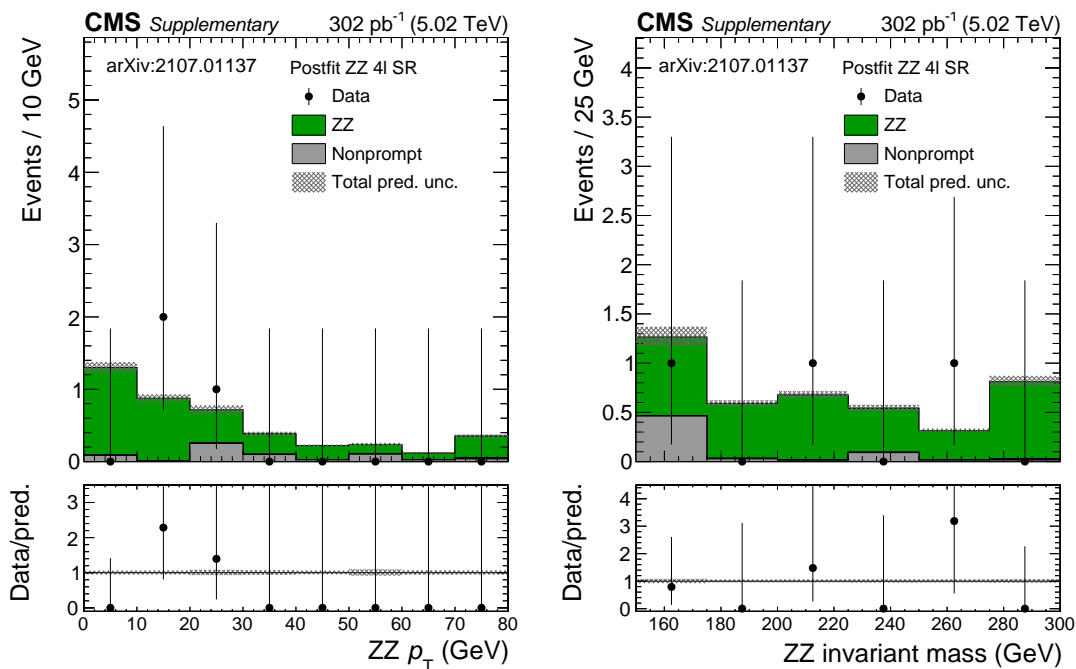 CMS Supplementary 302 pb⁻¹ (5.02 TeV)
arXiv:2107.01137 Postfit ZZ 4l SR
Data
ZZ
Nonprompt
Total pred. unc.
Events / 10 GeV
5
4
3
2
1
0
Data/pred.
3
2
1
0
0 10 20 30 40 50 60 70 80
ZZ pT (GeV)
CMS Supplementary 302 pb⁻¹ (5.02 TeV)
arXiv:2107.01137 Postfit ZZ 4l SR
Data
ZZ
Nonprompt
Total pred. unc.
Events / 25 GeV
4
3.5
3
2.5
2
1.5
1
0.5
0
Data/pred.
4
3
2
1
0
160 180 200 220 240 260 280 300
ZZ invariant mass (GeV)